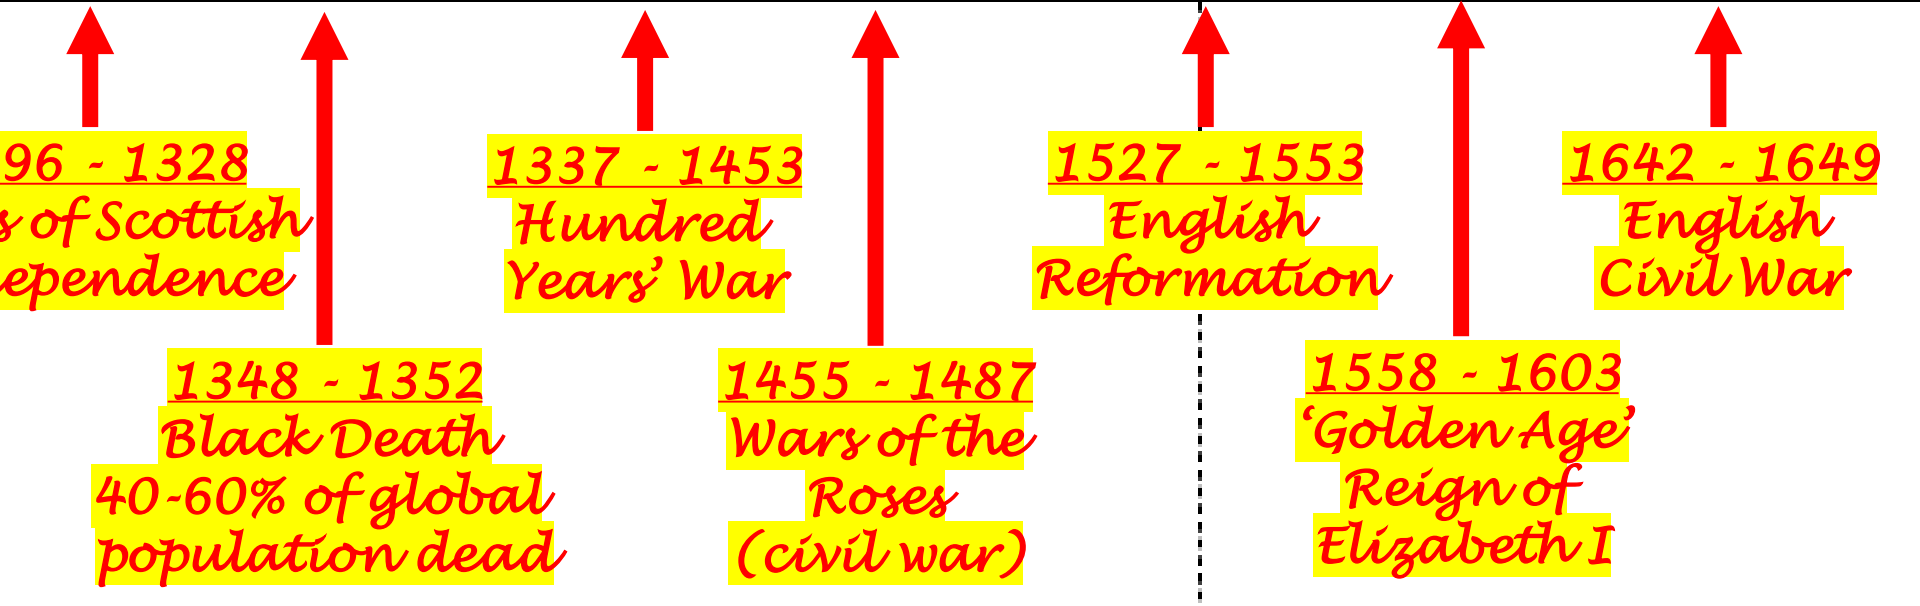 96 - 1328
s of Scottish
ependence
1348 - 1352
Black Death
40-60% of global
population dead
1337 - 1453
Hundred
Years’ War
1455 - 1487
Wars of the
Roses
(civil war)
1527 - 1553
English
Reformation
1558 - 1603
‘Golden Age’
Reign of
Elizabeth I
1642 - 1649
English
Civil War